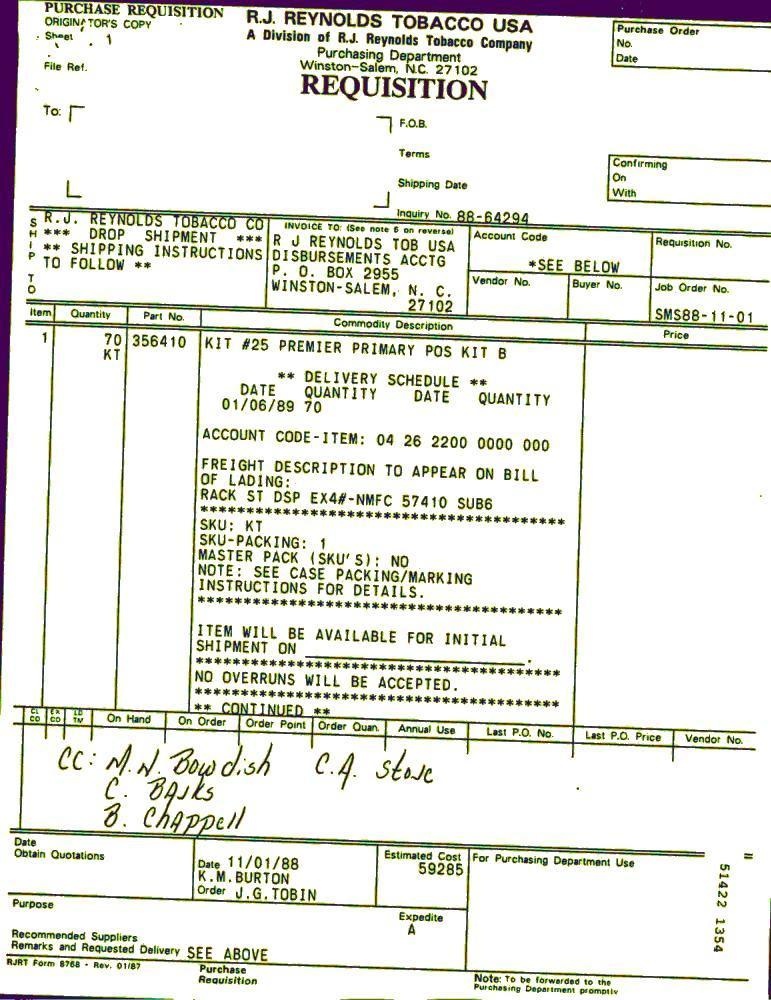 PURCHASE REQUISITION
ORIGINATOR'S COPY
Sheet 1
File Ref.
R.J. REYNOLDS TOBACCO USA
A Division of R.J. Reynolds Tobacco Company
Purchasing Department
Winston-Salem, N.C. 27102
REQUISITION
Purchase Order
No.
Date
To:
F.O.B.
Terms
Shipping Date
Confirming
On
With
Inquiry No. 88-64294
SHIP TO
R.J. REYNOLDS TOBACCO CO
*** DROP SHIPMENT ***
** SHIPPING INSTRUCTIONS
TO FOLLOW **
INVOICE TO: (See note 6 on reverse)
R J REYNOLDS TOB USA
DISBURSEMENTS ACCTG
P. O. BOX 2955
WINSTON-SALEM, N. C.
27102
Account Code
*SEE BELOW
Requisition No.
Vendor No.
Buyer No.
Job Order No.
SMS88-11-01
Item Quantity Part No. Commodity Description Price
1 70 356410 KIT #25 PREMIER PRIMARY POS KIT B
KT
** DELIVERY SCHEDULE **
DATE QUANTITY DATE QUANTITY
01/06/89 70
ACCOUNT CODE-ITEM: 04 26 2200 0000 000
FREIGHT DESCRIPTION TO APPEAR ON BILL
OF LADING:
RACK ST DSP EX4#-NMFC 57410 SUB6
****************************************
SKU: KT
SKU-PACKING: 1
MASTER PACK (SKU'S): NO
NOTE: SEE CASE PACKING/MARKING
INSTRUCTIONS FOR DETAILS.
****************************************
ITEM WILL BE AVAILABLE FOR INITIAL
SHIPMENT ON ____________________.
****************************************
NO OVERRUNS WILL BE ACCEPTED.
****************************************
** CONTINUED **
CL CO EX CO LD TM On Hand On Order Order Point Order Quan. Annual Use Last P.O. No. Last P.O. Price Vendor No.
CC: M.N. Bowdish C.A. Stone
C. BAIKS
B. Chappell
Date
Obtain Quotations
Date 11/01/88
K.M.BURTON
Order J.G.TOBIN
Estimated Cost
59285
For Purchasing Department Use
51422 1354
Purpose
Expedite
A
Recommended Suppliers
Remarks and Requested Delivery SEE ABOVE
RJRT Form 8768 - Rev. 01/87
Purchase
Requisition
Note: To be forwarded to the
Purchasing Department promptly